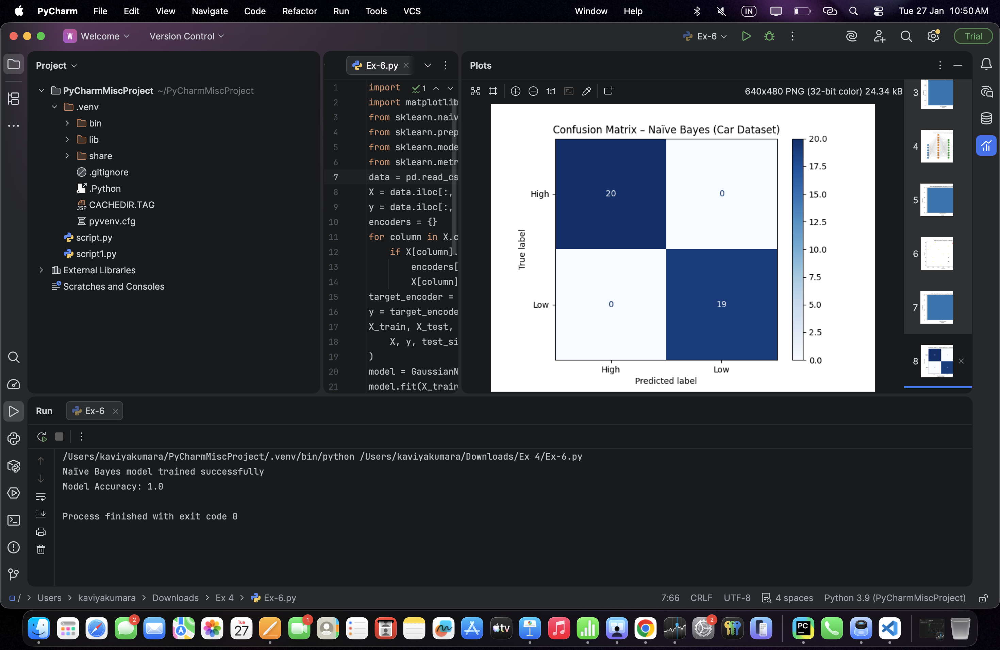 PyCharm File Edit View Navigate Code Refactor Run Tools VCS Window Help IN Tue 27 Jan 10:50 AM
W Welcome Version Control Ex-6 Trial
Project
PyCharmMiscProject ~/PyCharmMiscProject
.venv
bin
lib
share
.gitignore
.Python
JSP CACHEDIR.TAG
pyvenv.cfg
script.py
script1.py
External Libraries
Scratches and Consoles
Ex-6.py
1 import 1
2 import matplotlib
3 from sklearn.naiv
4 from sklearn.prep
5 from sklearn.mode
6 from sklearn.metr
7 data = pd.read_cs
8 X = data.iloc[:,
9 y = data.iloc[:,
10 encoders = {}
11 for column in X.c
12 if X[column].
13 encoders[
14 X[column]
15 target_encoder =
16 y = target_encode
17 X_train, X_test,
18 X, y, test_si
19 )
20 model = GaussianN
21 model.fit(X_train
Plots
1:1 640x480 PNG (32-bit color) 24.34 kB
Confusion Matrix – Naïve Bayes (Car Dataset)
True label
High 20 0
Low 0 19
High Low
Predicted label
20.0
17.5
15.0
12.5
10.0
7.5
5.0
2.5
0.0
3
4
5
6
7
8
Run Ex-6
/Users/kaviyakumara/PyCharmMiscProject/.venv/bin/python /Users/kaviyakumara/Downloads/Ex 4/Ex-6.py
Naïve Bayes model trained successfully
Model Accuracy: 1.0
Process finished with exit code 0
/ > Users > kaviyakumara > Downloads > Ex 4 > Ex-6.py 7:66 CRLF UTF-8 4 spaces Python 3.9 (PyCharmMiscProject)
2 Tue 27 1 tv 2 PC